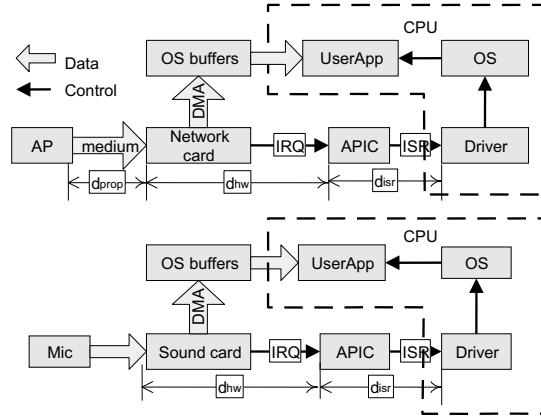 CPU
OS buffers
UserApp
OS
Data
Control
DMA
AP
medium
Network
card
IRQ
APIC
ISR
Driver
dprop
dhw
disr
CPU
OS buffers
UserApp
OS
DMA
Mic
Sound card
IRQ
APIC
ISR
Driver
dhw
disr